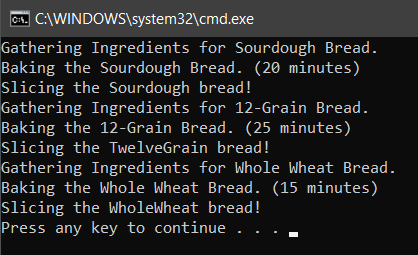 C:\WINDOWS\system32\cmd.exe
Gathering Ingredients for Sourdough Bread.
Baking the Sourdough Bread. (20 minutes)
Slicing the Sourdough bread!
Gathering Ingredients for 12-Grain Bread.
Baking the 12-Grain Bread. (25 minutes)
Slicing the TwelveGrain bread!
Gathering Ingredients for Whole Wheat Bread.
Baking the Whole Wheat Bread. (15 minutes)
Slicing the WholeWheat bread!
Press any key to continue . . .